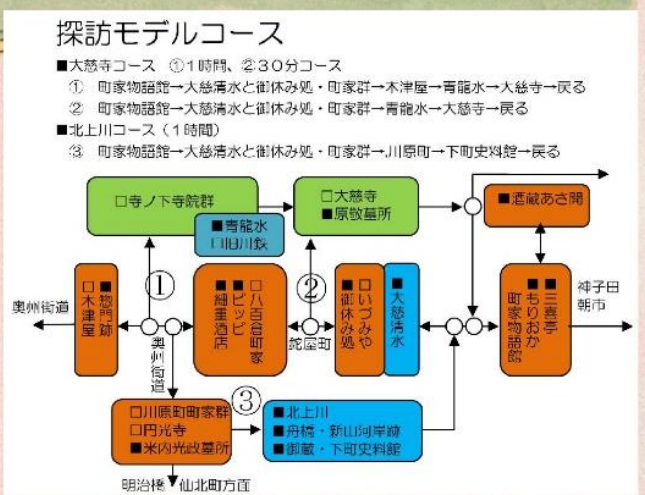 探訪モデルコース
■大慈寺コース ①1時間、②30分コース
① 町家物語館→大慈清水と御休み処・町家群→木津屋→青龍水→大慈寺→戻る
② 町家物語館→大慈清水と御休み処・町家群→青龍水→大慈寺→戻る
■北上川コース（1時間）
③ 町家物語館→大慈清水と御休み処・町家群→川原町→下町史料館→戻る
□寺ノ下寺院群
■青龍水
□旧川鉄
□大慈寺
■原敬墓所
■酒蔵あさ開
①
②
奥州街道
■惣門跡
□木津屋
奥州街道
□八百倉町家
■ピッピ
■細重酒店
鉈屋町
□いづみや
■御休み処
■大慈清水
■三喜亭
■もりおか
町家物語館
神子田
朝市
③
□川原町町家群
□円光寺
■米内光政墓所
■北上川
■舟橋・新山河岸跡
■御蔵・下町史料館
明治橋 仙北町方面